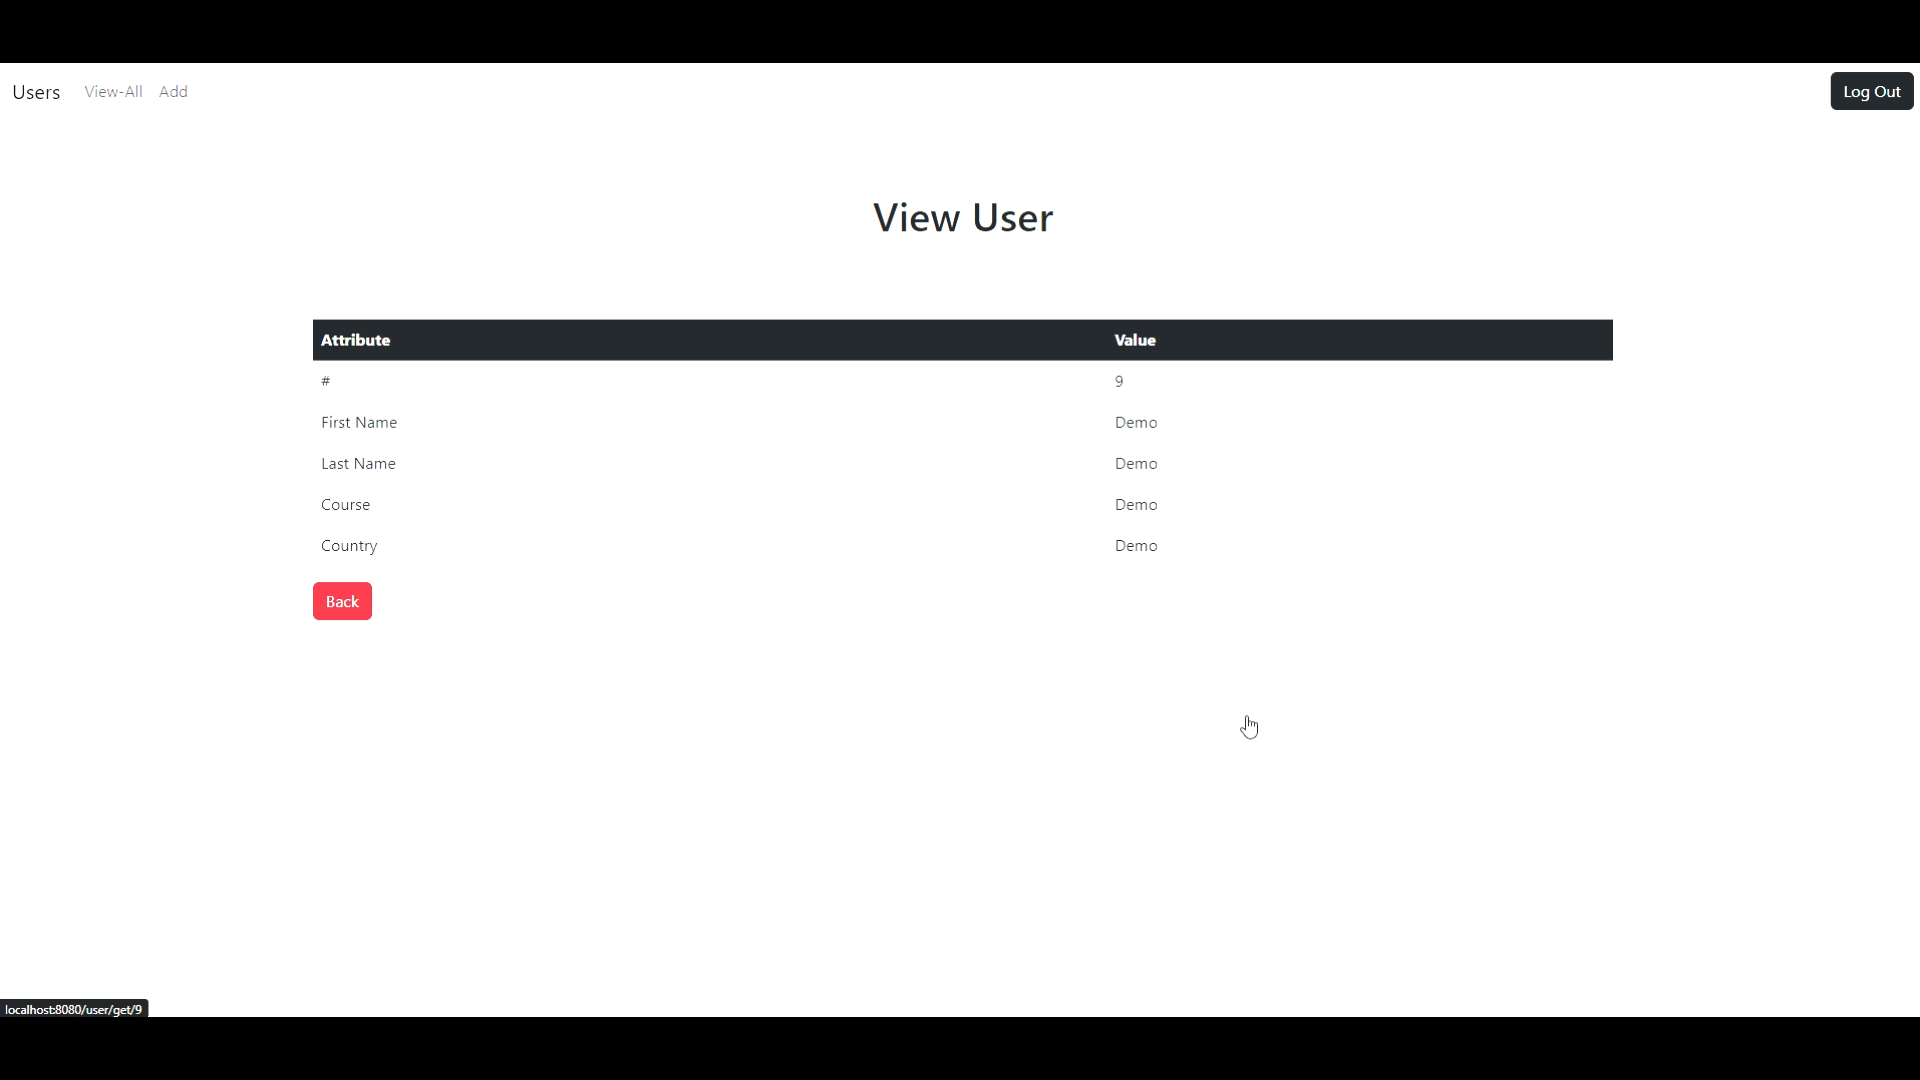 Users View-All Add Log Out
View User
Attribute Value
# 9
First Name Demo
Last Name Demo
Course Demo
Country Demo
Back
localhost:8080/user/get/9